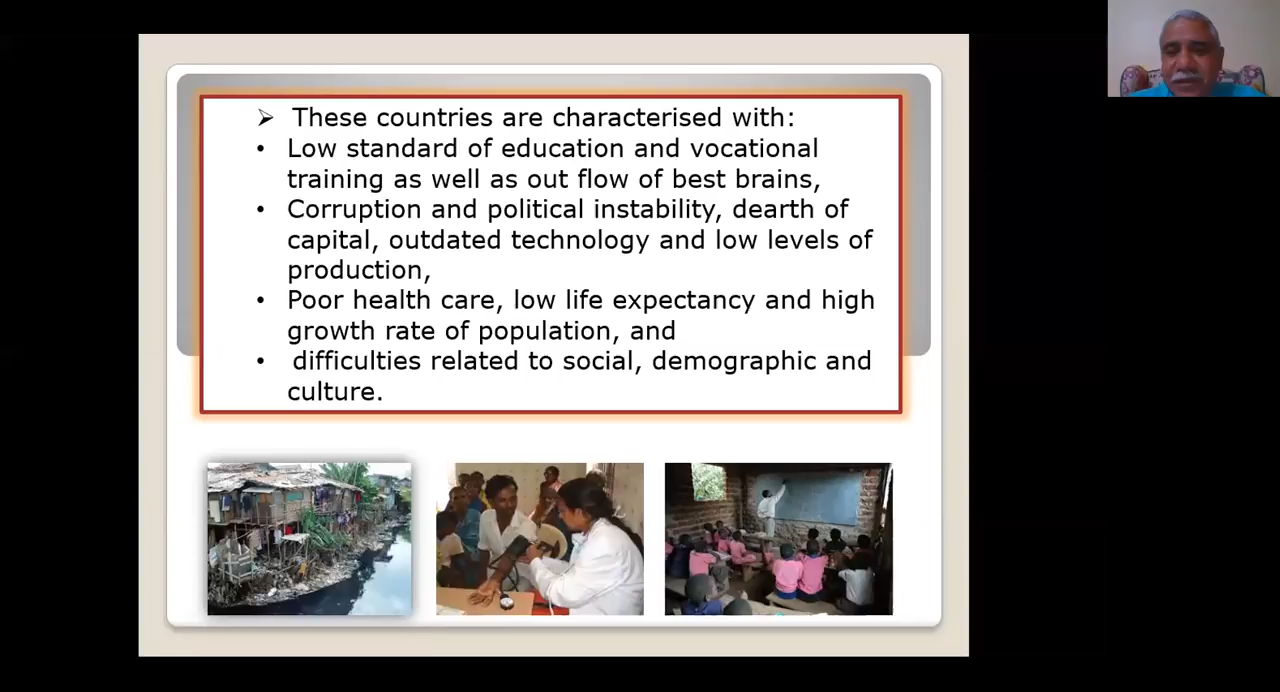 ➢ These countries are characterised with:
• Low standard of education and vocational
training as well as out flow of best brains,
• Corruption and political instability, dearth of
capital, outdated technology and low levels of
production,
• Poor health care, low life expectancy and high
growth rate of population, and
• difficulties related to social, demographic and
culture.